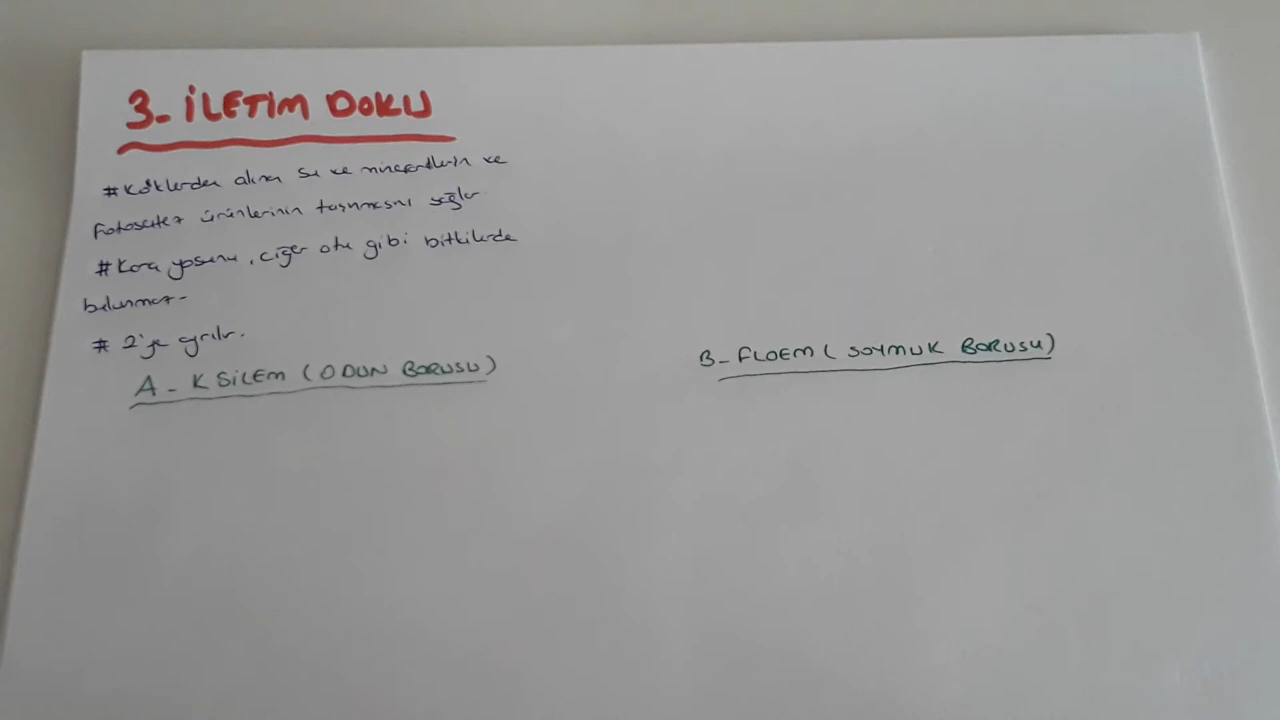 3- İLETİM DOKU
# Köklerden alınan su ve minerallerin ve
fotosentez ürünlerinin taşınmasını sağlar.
# Kara yosunu, ciğer otu gibi bitkilerde
bulunmaz-
# 2'ye ayrılır.
A- KSİLEM (ODUN BORUSU)
B- FLOEM (SOYMUK BORUSU)